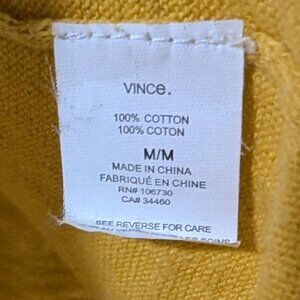 VINCE.
100% COTTON
100% COTON
M/M
MADE IN CHINA
FABRIQUÉ EN CHINE
RN# 106730
CA# 34460
SEE REVERSE FOR CARE